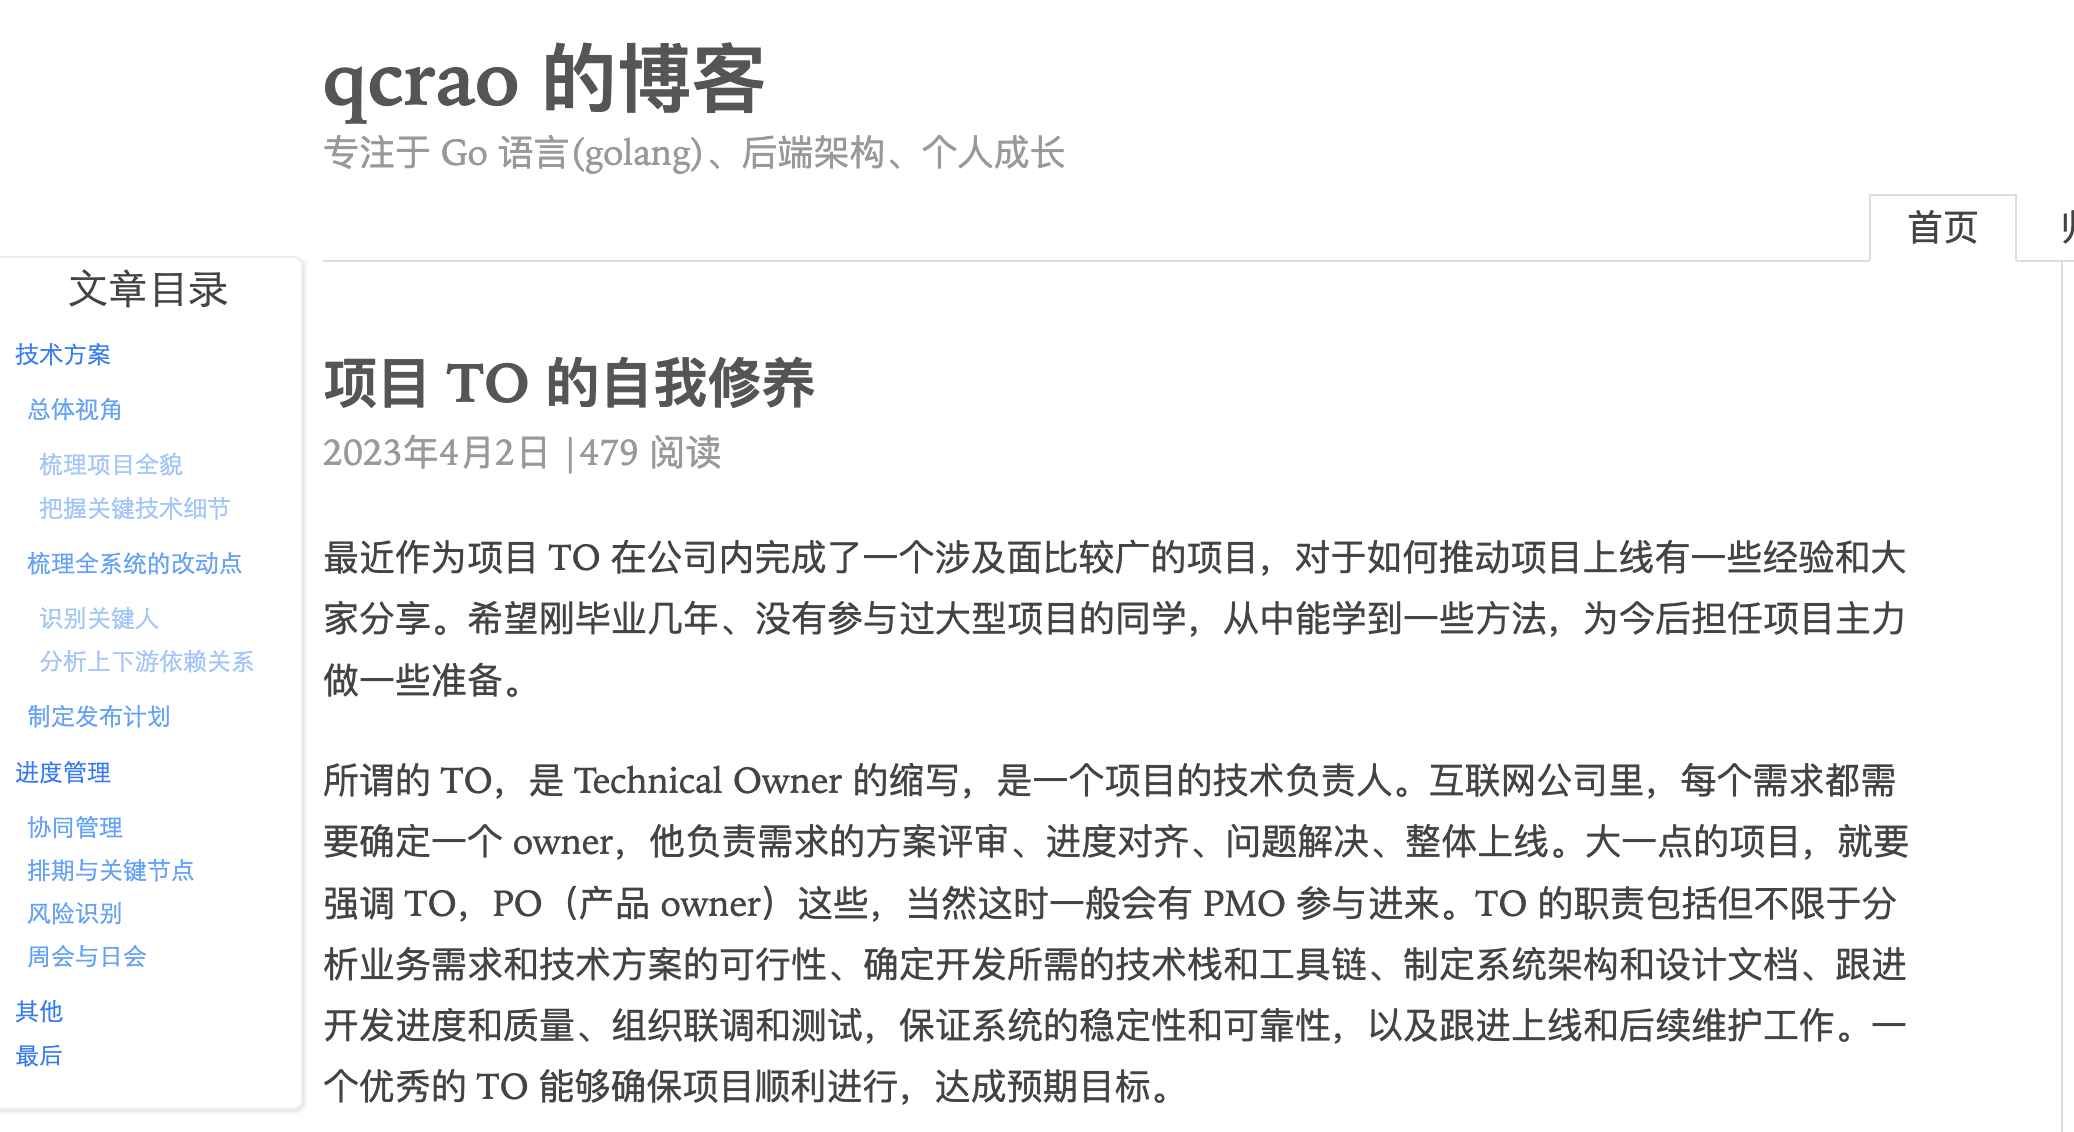 qcrao 的博客
专注于 Go 语言(golang)、后端架构、个人成长
首页
文章目录
技术方案
总体视角
梳理项目全貌
把握关键技术细节
梳理全系统的改动点
识别关键人
分析上下游依赖关系
制定发布计划
进度管理
协同管理
排期与关键节点
风险识别
周会与日会
其他
最后
项目 TO 的自我修养
2023年4月2日 |479 阅读
最近作为项目 TO 在公司内完成了一个涉及面比较广的项目，对于如何推动项目上线有一些经验和大
家分享。希望刚毕业几年、没有参与过大型项目的同学，从中能学到一些方法，为今后担任项目主力
做一些准备。
所谓的 TO，是 Technical Owner 的缩写，是一个项目的技术负责人。互联网公司里，每个需求都需
要确定一个 owner，他负责需求的方案评审、进度对齐、问题解决、整体上线。大一点的项目，就要
强调 TO，PO（产品 owner）这些，当然这时一般会有 PMO 参与进来。TO 的职责包括但不限于分
析业务需求和技术方案的可行性、确定开发所需的技术栈和工具链、制定系统架构和设计文档、跟进
开发进度和质量、组织联调和测试，保证系统的稳定性和可靠性，以及跟进上线和后续维护工作。一
个优秀的 TO 能够确保项目顺利进行，达成预期目标。